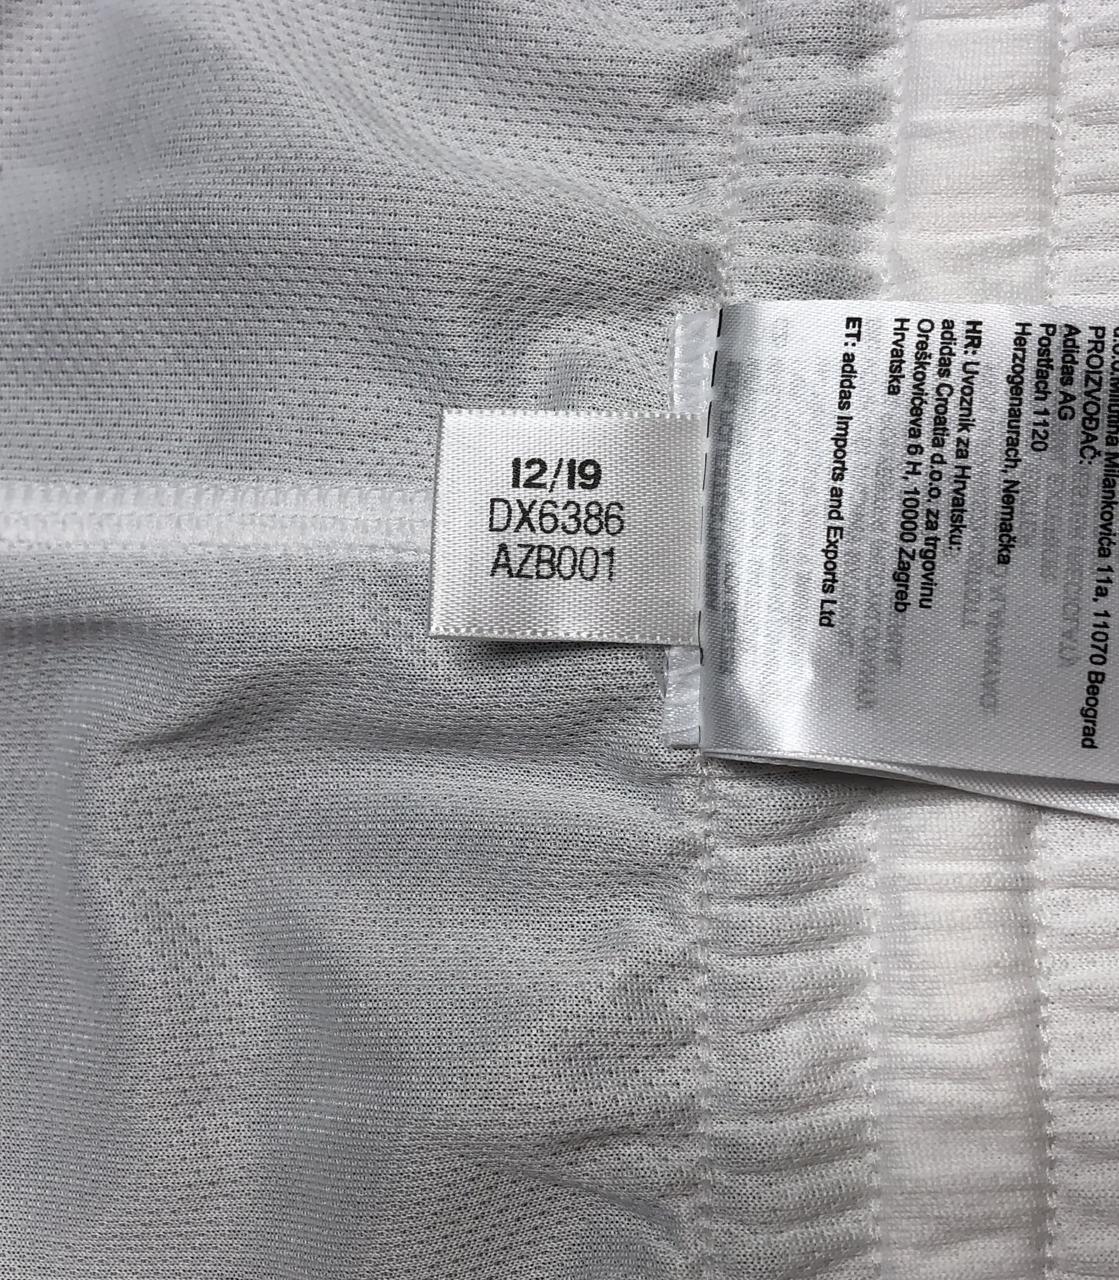 12/19
DX6386
AZB001
Milankovića 11a, 11070 Beograd
PROIZVOĐAČ:
Adidas AG
Postfach 1120
Herzogenaurach, Nemačka
HR: Uvoznik za Hrvatsku:
adidas Croatia d.o.o. za trgovinu
Oreškovićeva 6 H, 10000 Zagreb
Hrvatska
ET: adidas Imports and Exports Ltd